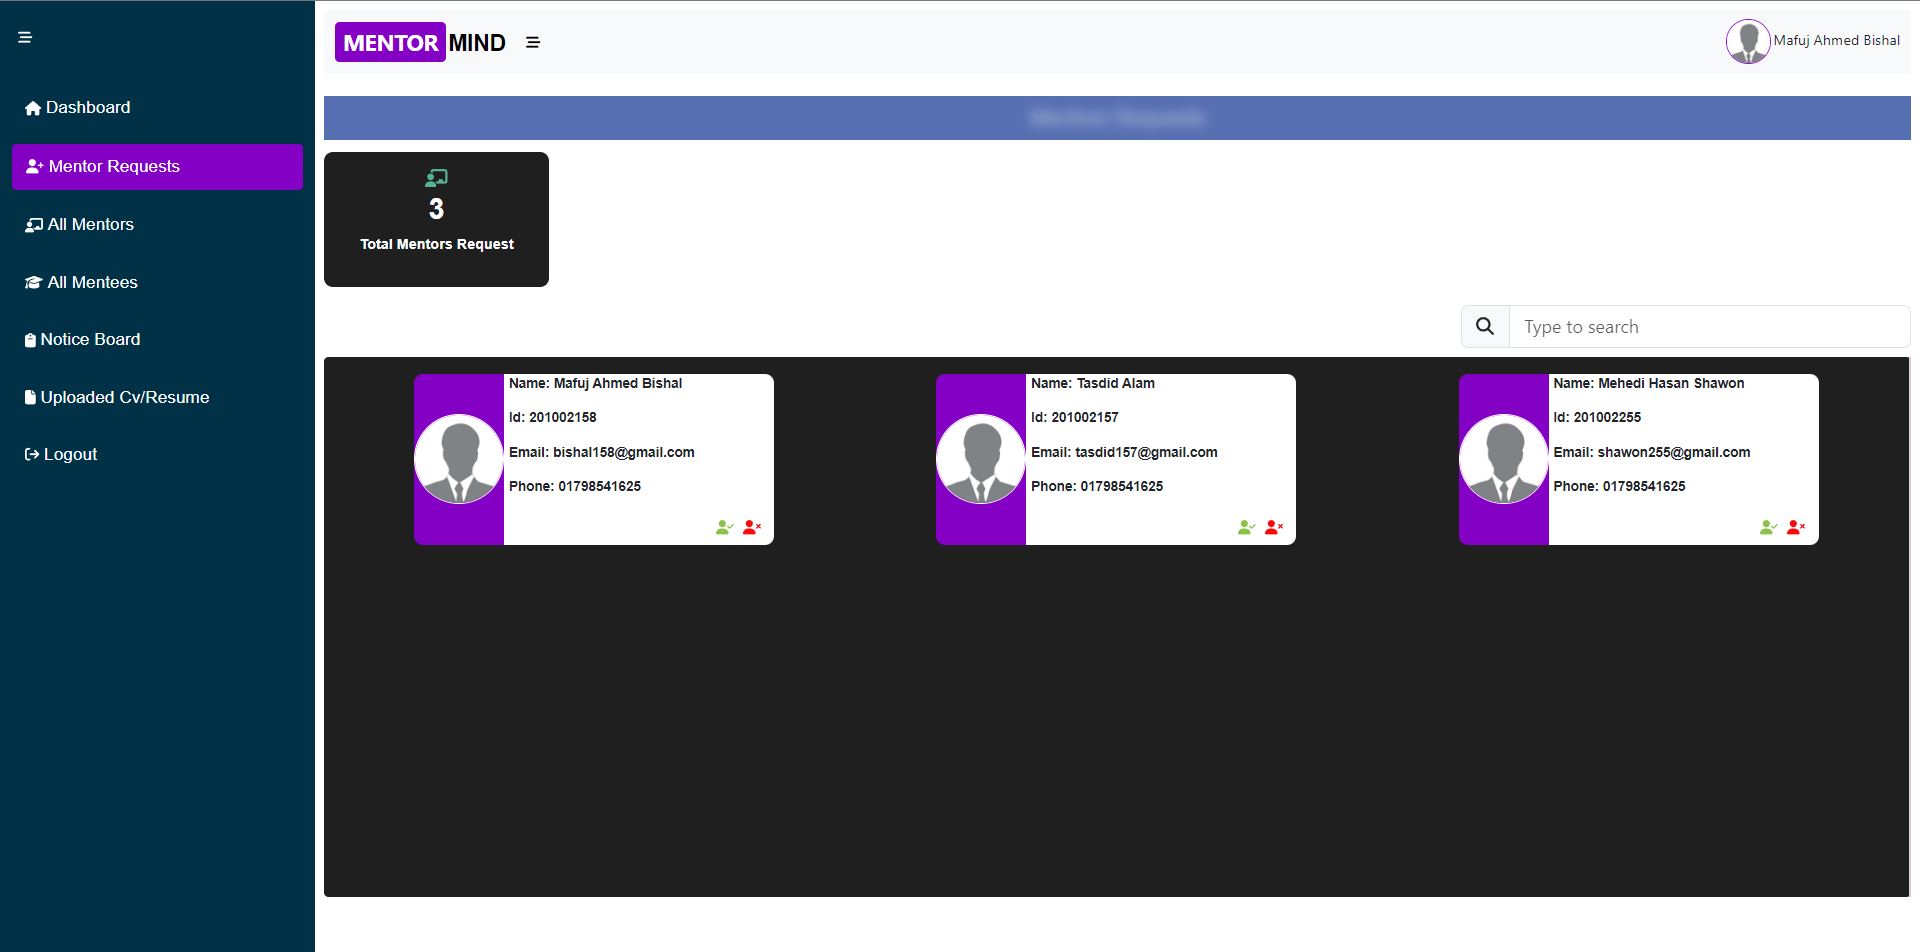 MENTOR MIND
Mafuj Ahmed Bishal
Dashboard
Mentor Requests
All Mentors
All Mentees
Notice Board
Uploaded Cv/Resume
Logout
Mentors Requests
3
Total Mentors Request
Type to search
Name: Mafuj Ahmed Bishal
Id: 201002158
Email: bishal158@gmail.com
Phone: 01798541625
Name: Tasdid Alam
Id: 201002157
Email: tasdid157@gmail.com
Phone: 01798541625
Name: Mehedi Hasan Shawon
Id: 201002255
Email: shawon255@gmail.com
Phone: 01798541625